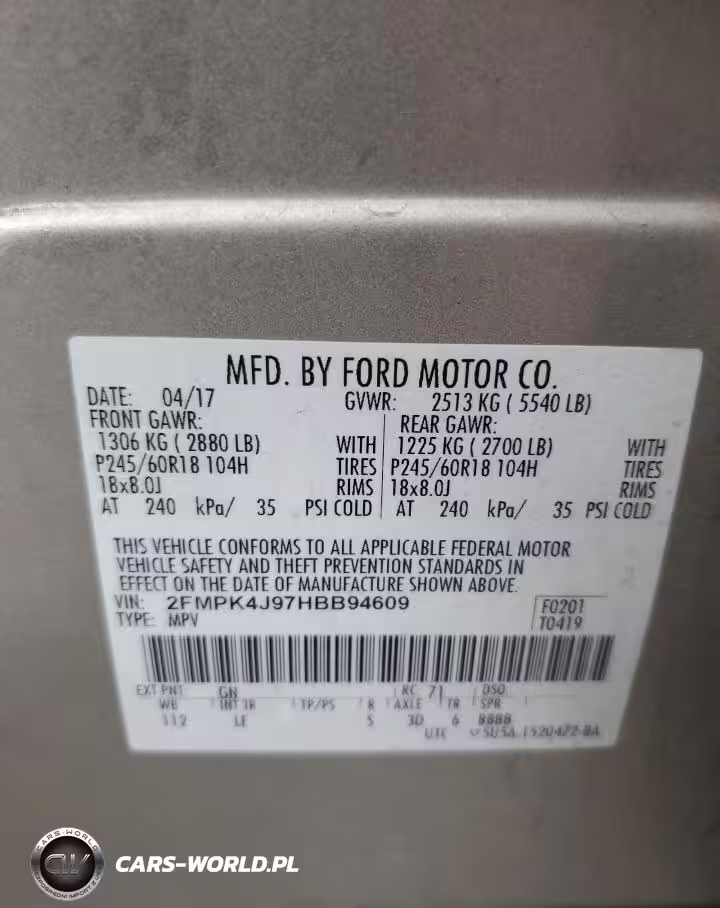 MFD. BY FORD MOTOR CO.
DATE: 04/17 GVWR: 2513 KG ( 5540 LB)
FRONT GAWR: REAR GAWR:
1306 KG ( 2880 LB) WITH 1225 KG ( 2700 LB) WITH
P245/60R18 104H TIRES P245/60R18 104H TIRES
18x8.0J RIMS 18x8.0J RIMS
AT 240 kPa/ 35 PSI COLD AT 240 kPa/ 35 PSI COLD
THIS VEHICLE CONFORMS TO ALL APPLICABLE FEDERAL MOTOR
VEHICLE SAFETY AND THEFT PREVENTION STANDARDS IN
EFFECT ON THE DATE OF MANUFACTURE SHOWN ABOVE.
VIN: 2FMPK4J97HBB94609 F0201
TYPE: MPV T0419
EXT PNT GN RC 71 DSO
WB INT TR TP/PS R AXLE TR SPR
112 LF 5 3D 6 BBBB
UTC
CARS-WORLD
CW
CARS-WORLD.PL